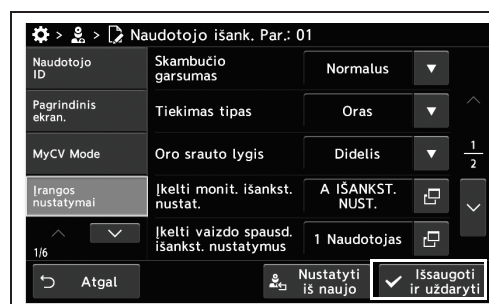 > > Naudotojo išank. Par.: 01
Naudotojo
ID
Skambučio
garsumas
Normalus
Pagrindinis
ekran.
Tiekimas tipas
Oras
MyCV Mode
Oro srauto lygis
Didelis
1
2
Įrangos
nustatymai
Įkelti monit. išankst.
nustat.
A IŠANKST.
NUST.
Įkelti vaizdo spausd.
išankst. nustatymus
1 Naudotojas
1/6
Atgal
Nustatyti
iš naujo
Išsaugoti
ir uždaryti